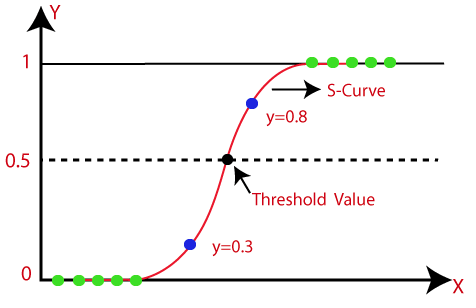 Y
1
S-Curve
y=0.8
0.5
Threshold Value
y=0.3
0
X